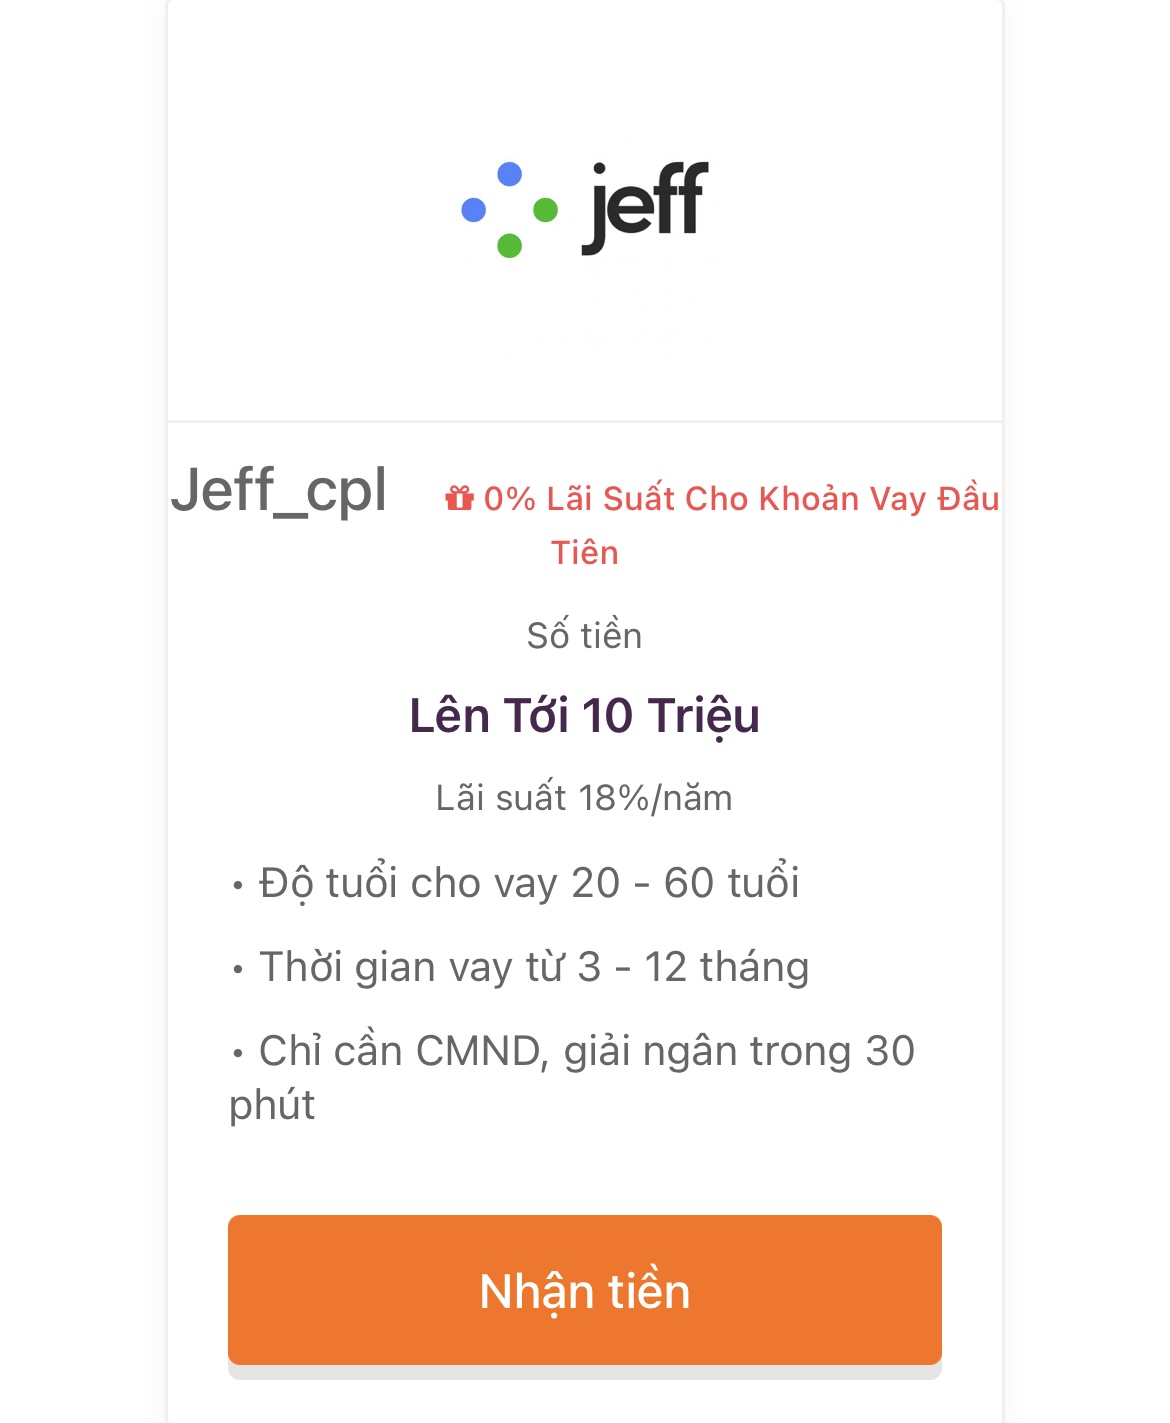 jeff
Jeff_cpl
0% Lãi Suất Cho Khoản Vay Đầu
Tiên
Số tiền
Lên Tới 10 Triệu
Lãi suất 18%/năm
• Độ tuổi cho vay 20 - 60 tuổi
• Thời gian vay từ 3 - 12 tháng
• Chỉ cần CMND, giải ngân trong 30
phút
Nhận tiền